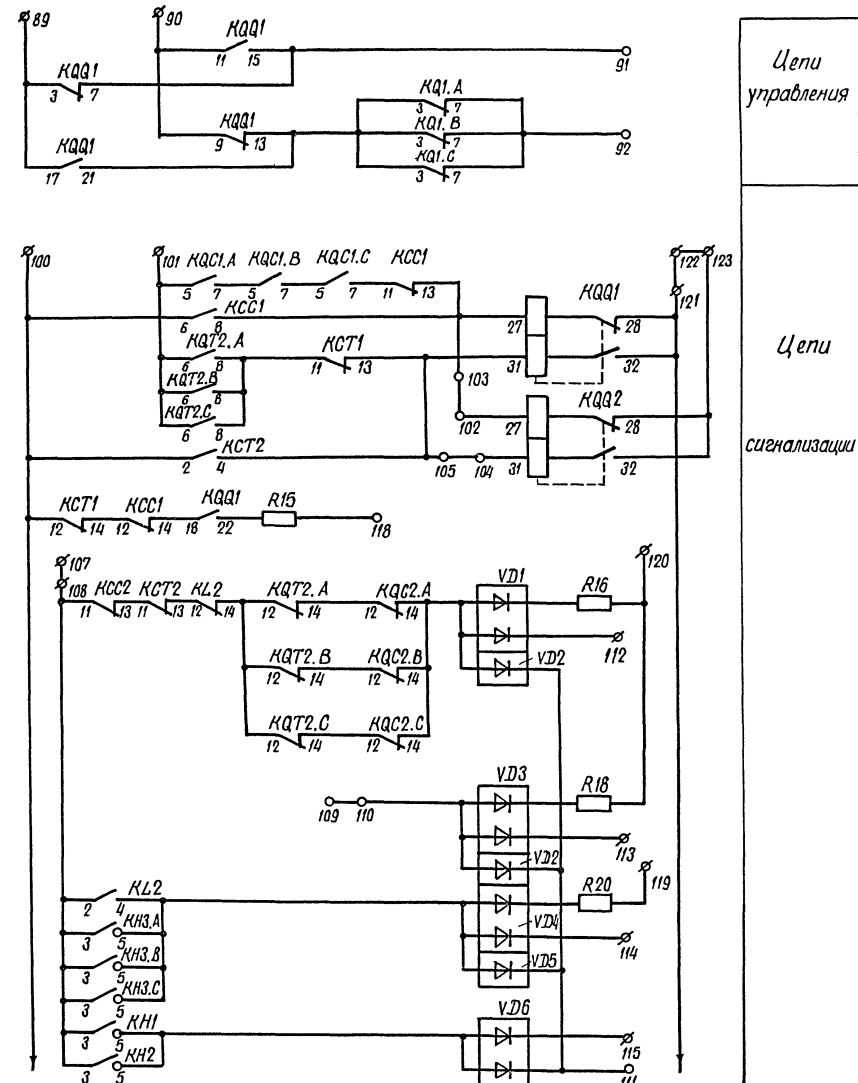 89
90
KQQ1
11 15
91
KQQ1
3 7
KQ1.A
3 7
KQQ1
9 13
KQ1.B
3 7
92
KQQ1
17 21
KQ1.C
3 7
Цепи
управления
100
101
KQC1.A KQC1.B KQC1.C KCC1
5 7 5 7 5 7 11 13
122 123
121
KCC1
6 8
27
KQQ1
28
KQT2.A
6 8
KCT1
11 13
31
32
KQT2.B
6 8
103
KQT2.C
6 8
102
27
KQQ2
28
KCT2
2 4
105 104
31
32
Цепи
сигнализации
KCT1 KCC1 KQQ1 R15
12 14 12 14 18 22
118
107
108
KCC2 KCT2 KL2 KQT2.A KQC2.A
11 13 11 13 12 14 12 14 12 14
VD1
R16
120
112
KQT2.B KQC2.B
12 14 12 14
VD2
KQT2.C KQC2.C
12 14 12 14
VD3
R18
109 110
113
VD2
R20
119
KL2
2 4
KH3.A
3 5
VD4
114
KH3.B
3 5
VD5
KH3.C
3 5
KH1
3 5
VD6
115
KH2
3 5
111